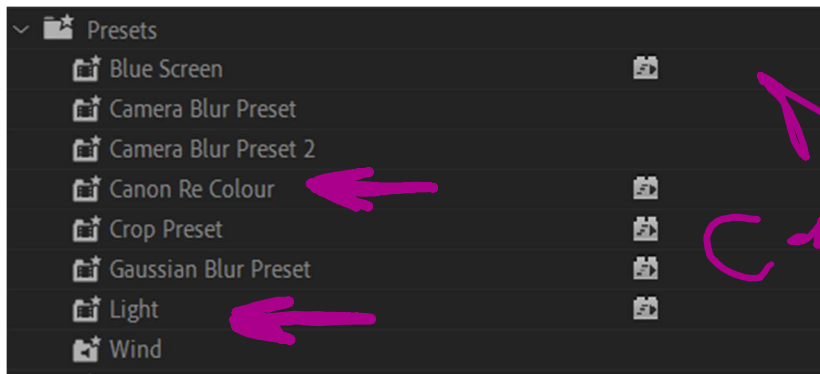 Presets
Blue Screen
Camera Blur Preset
Camera Blur Preset 2
Canon Re Colour
Crop Preset
Gaussian Blur Preset
Light
Wind